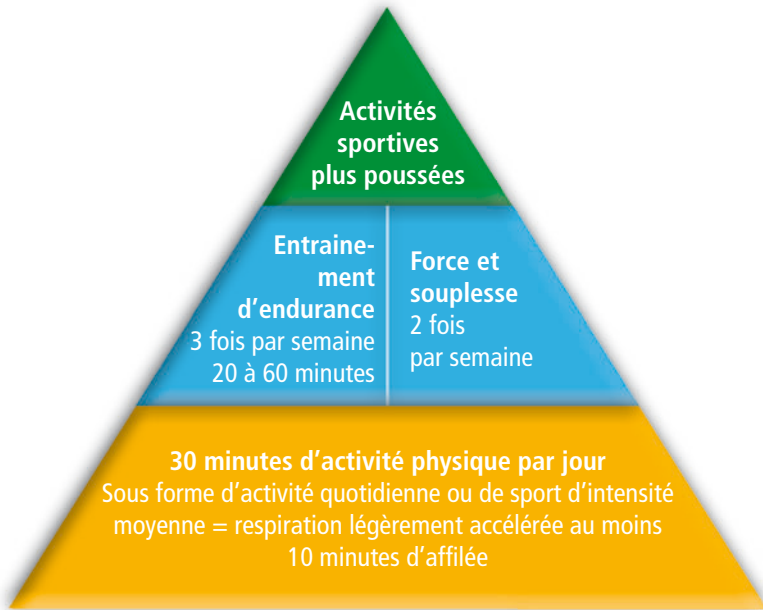 Activités
sportives
plus poussées
Entraine-
ment
d’endurance
3 fois par semaine
20 à 60 minutes
Force et
souplesse
2 fois
par semaine
30 minutes d’activité physique par jour
Sous forme d’activité quotidienne ou de sport d’intensité
moyenne = respiration légèrement accélérée au moins
10 minutes d’affilée